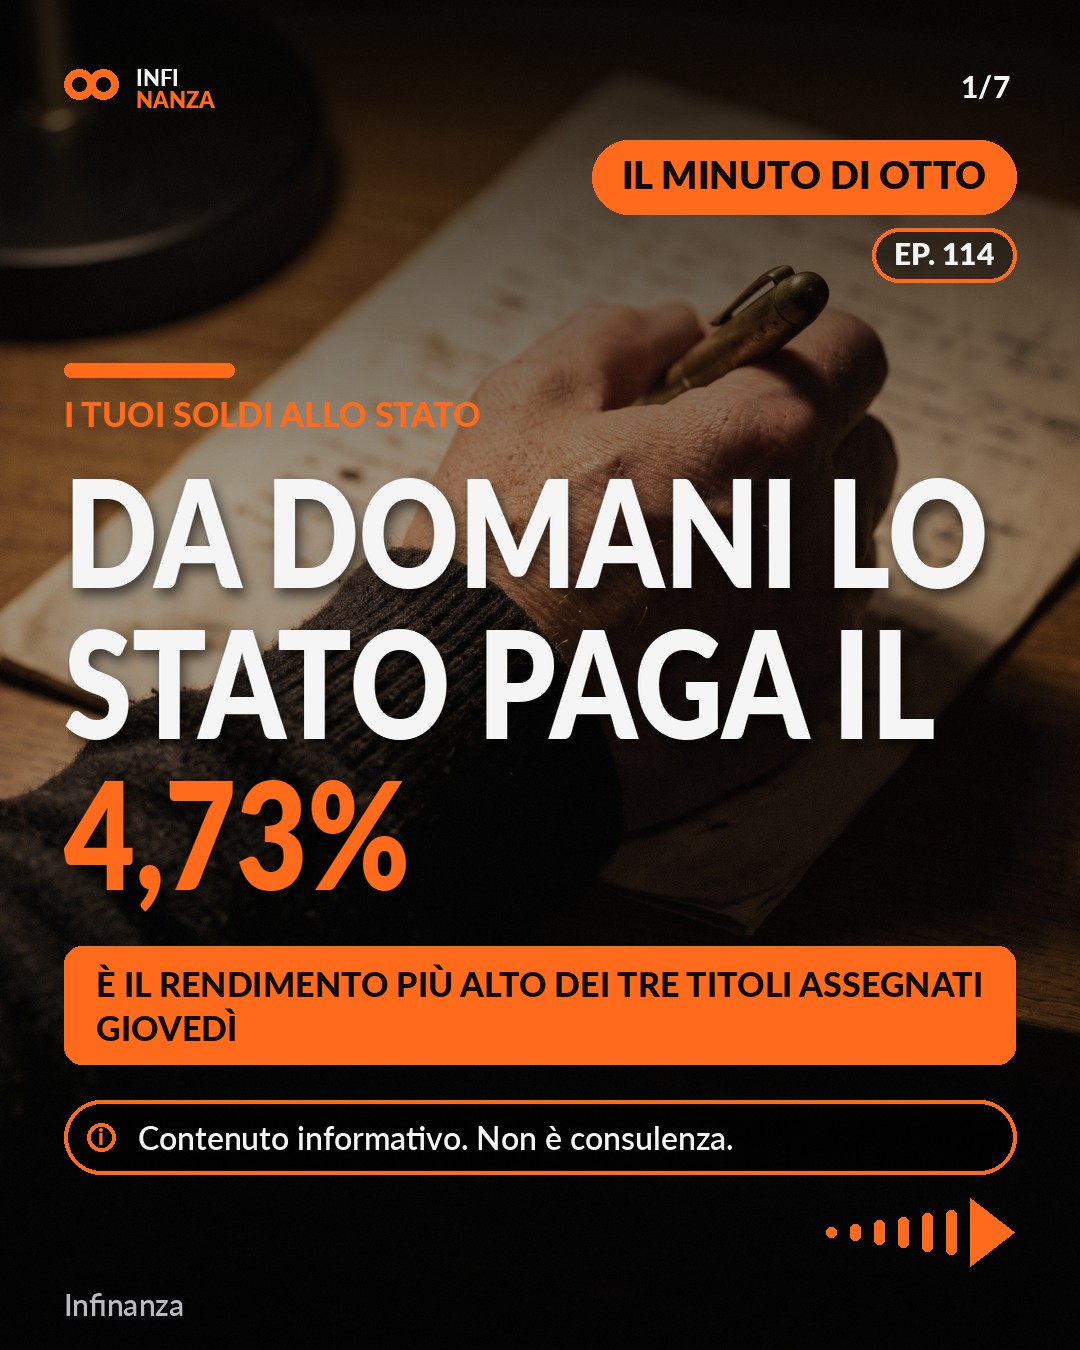 INFI
NANZA
1/7
IL MINUTO DI OTTO
EP. 114
I TUOI SOLDI ALLO STATO
DA DOMANI LO
STATO PAGA IL
4,73%
È IL RENDIMENTO PIÙ ALTO DEI TRE TITOLI ASSEGNATI
GIOVEDÌ
Contenuto informativo. Non è consulenza.
Infinanza